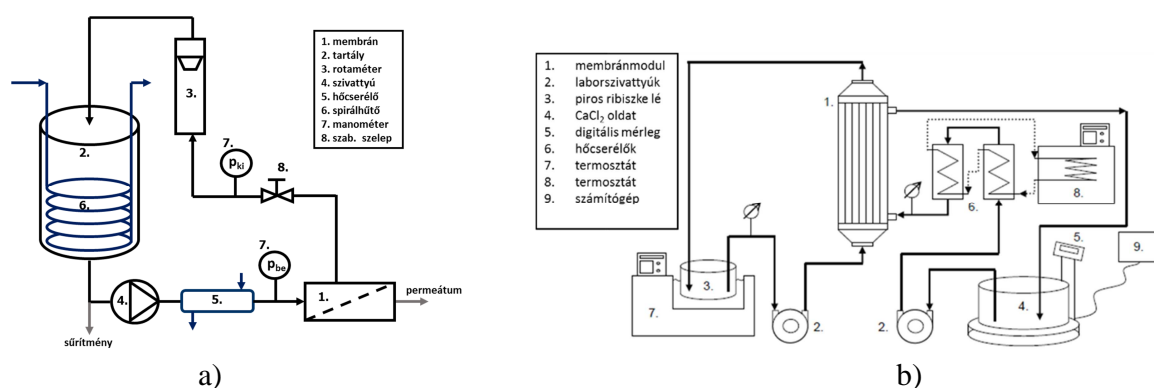 1. membrán
2. tartály
3. rotaméter
4. szivattyú
5. hőcserélő
6. spirálhűtő
7. manométer
8. szab. szelep
3.
2.
7.
p_ki
8.
6.
7.
p_be
4.
5.
1.
permeátum
sűrítmény
a)
1. membránmodul
2. laborszivattyúk
3. piros ribiszke lé
4. CaCl₂ oldat
5. digitális mérleg
6. hőcserélők
7. termosztát
8. termosztát
9. számítógép
1.
6.
8.
5.
9.
3.
4.
7.
2.
2.
b)